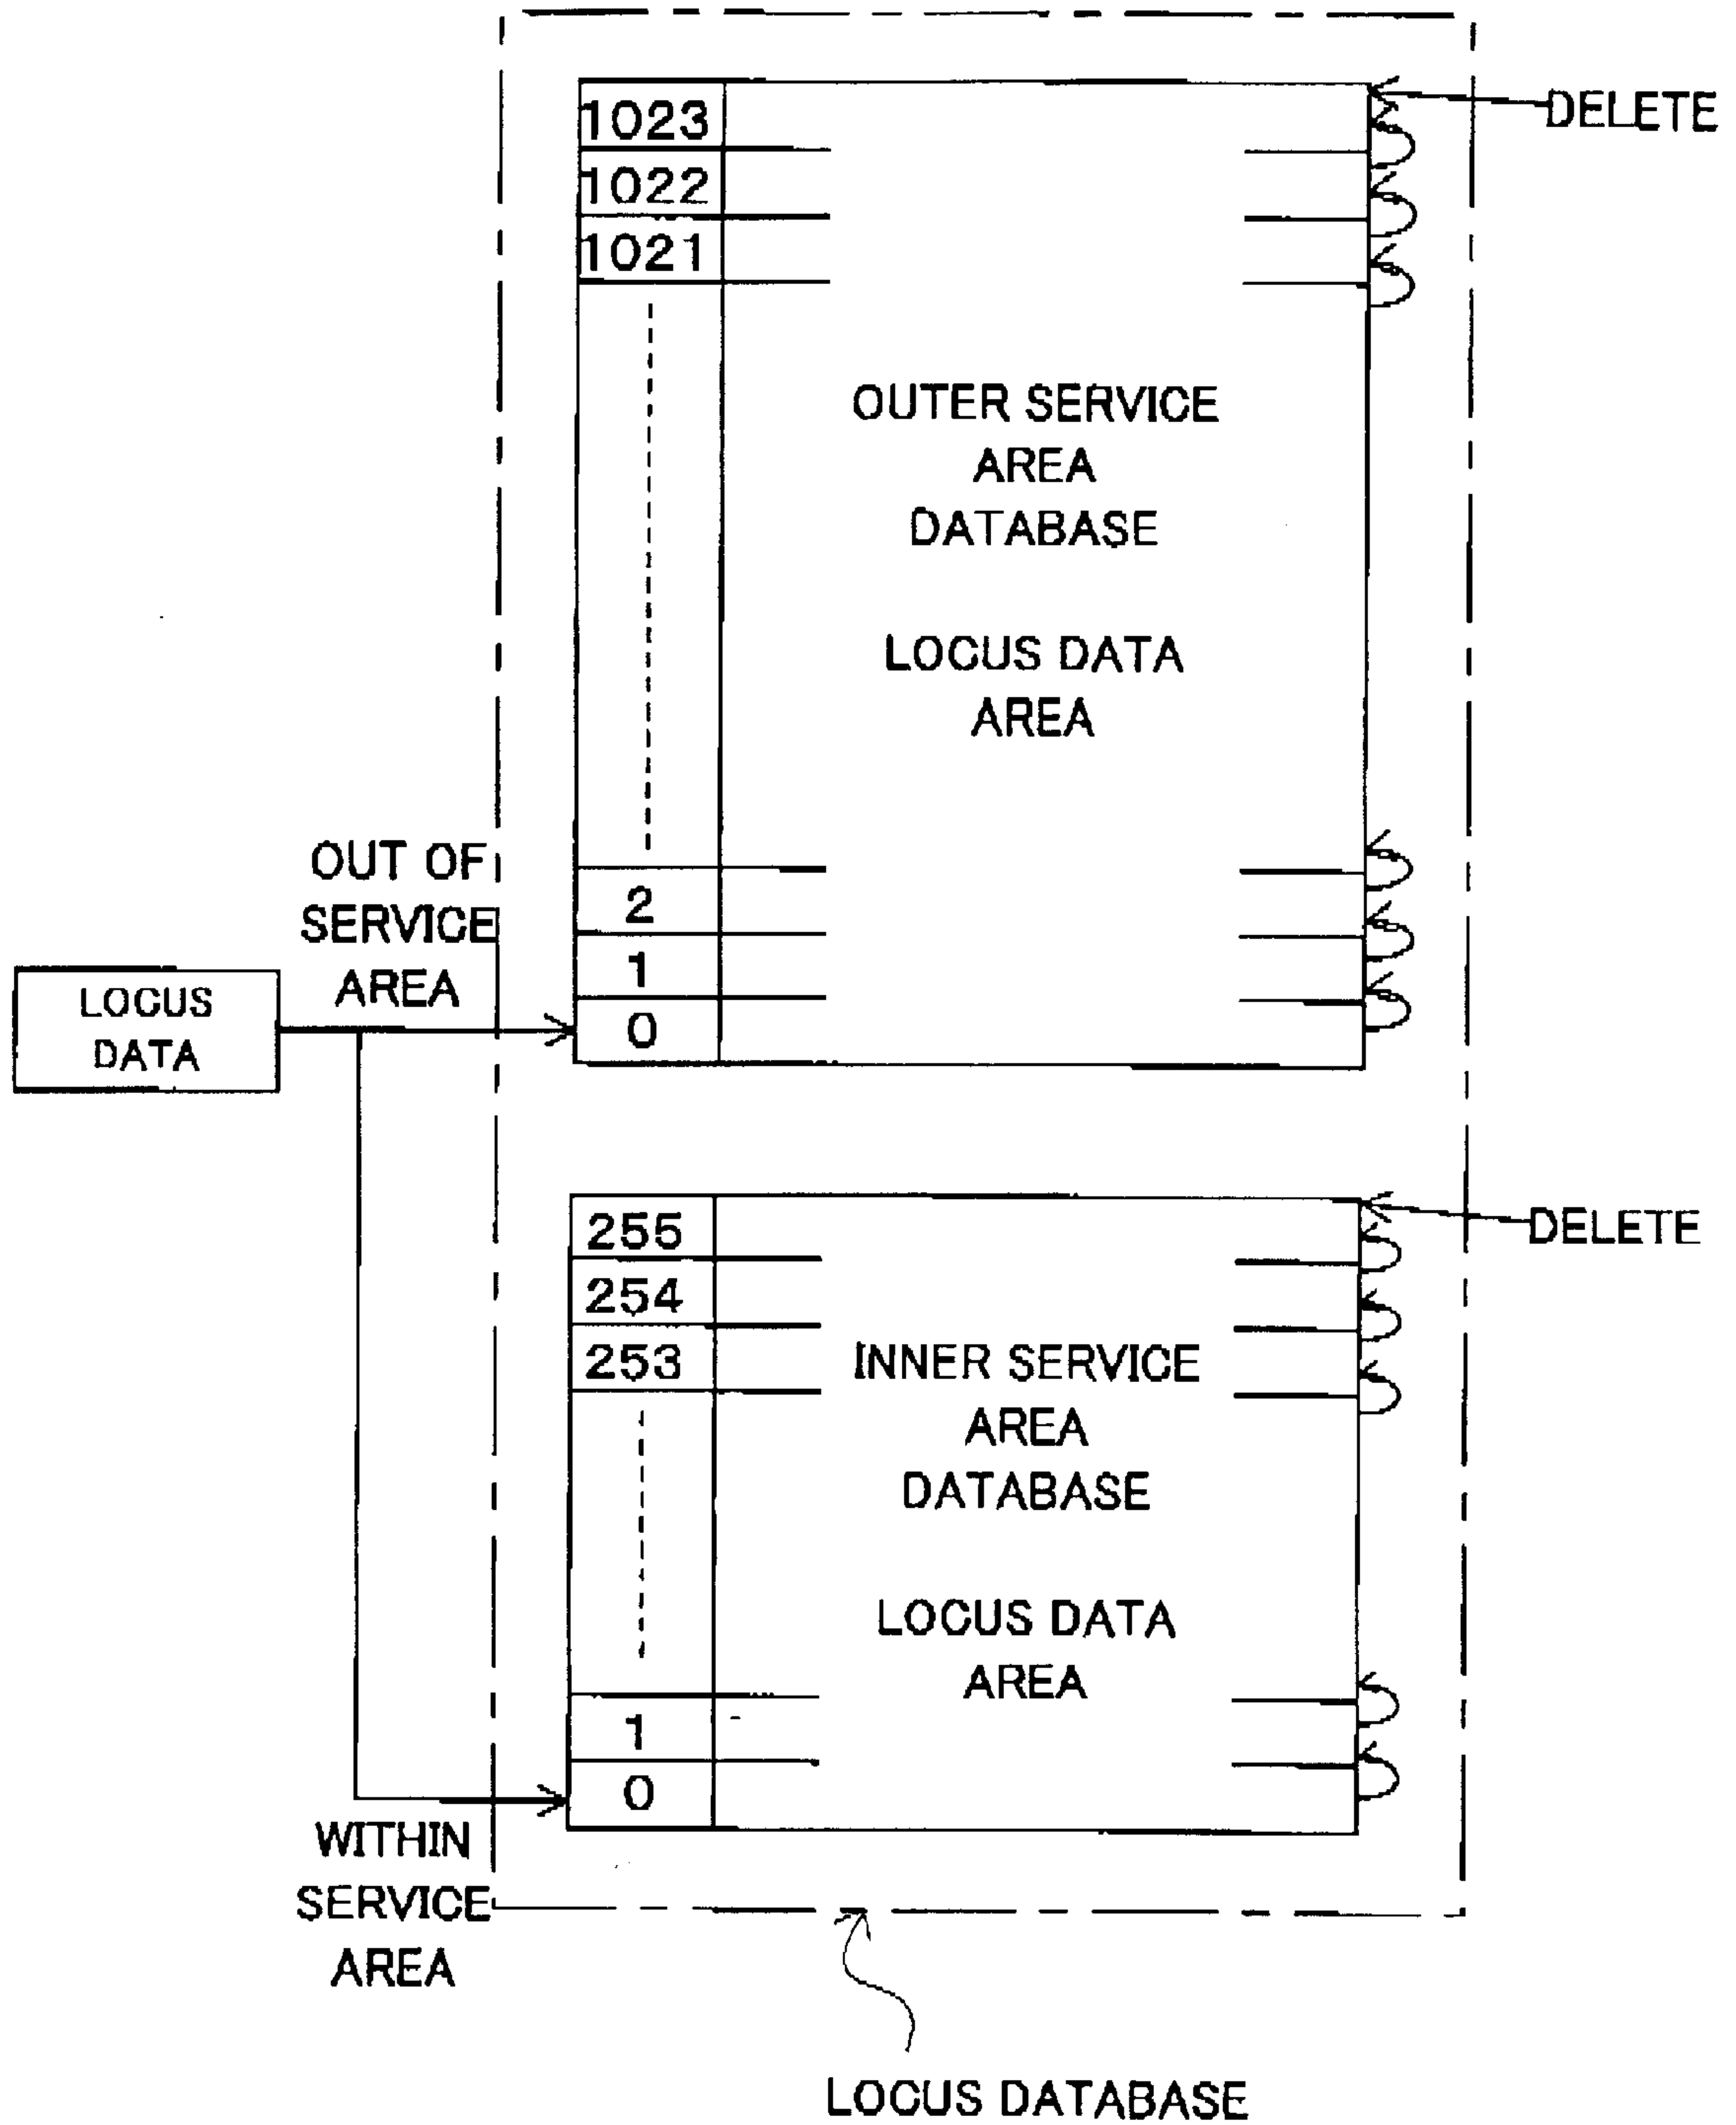 1023
DELETE
1022
1021
OUTER SERVICE
AREA
DATABASE
LOCUS DATA
AREA
OUT OF
SERVICE
AREA
2
1
0
LOCUS
DATA
255
DELETE
254
253
INNER SERVICE
AREA
DATABASE
LOCUS DATA
AREA
1
0
WITHIN
SERVICE
AREA
LOCUS DATABASE